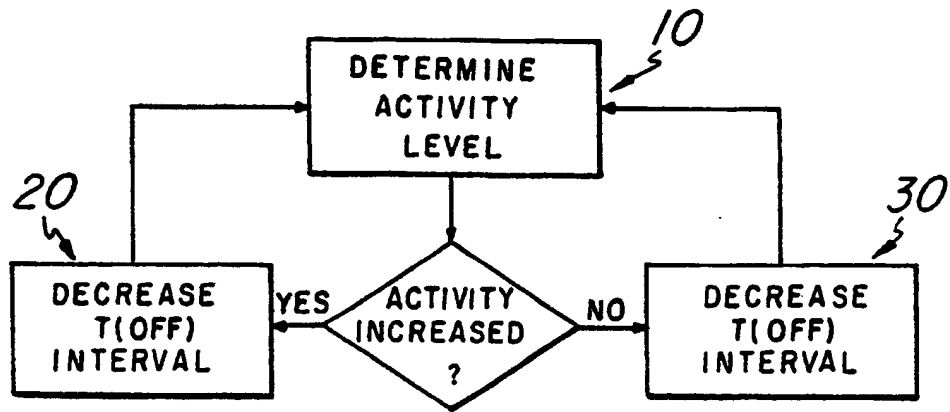 10
DETERMINE
ACTIVITY
LEVEL
20
30
DECREASE
T(OFF)
INTERVAL
YES
ACTIVITY
INCREASED
?
NO
DECREASE
T(OFF)
INTERVAL